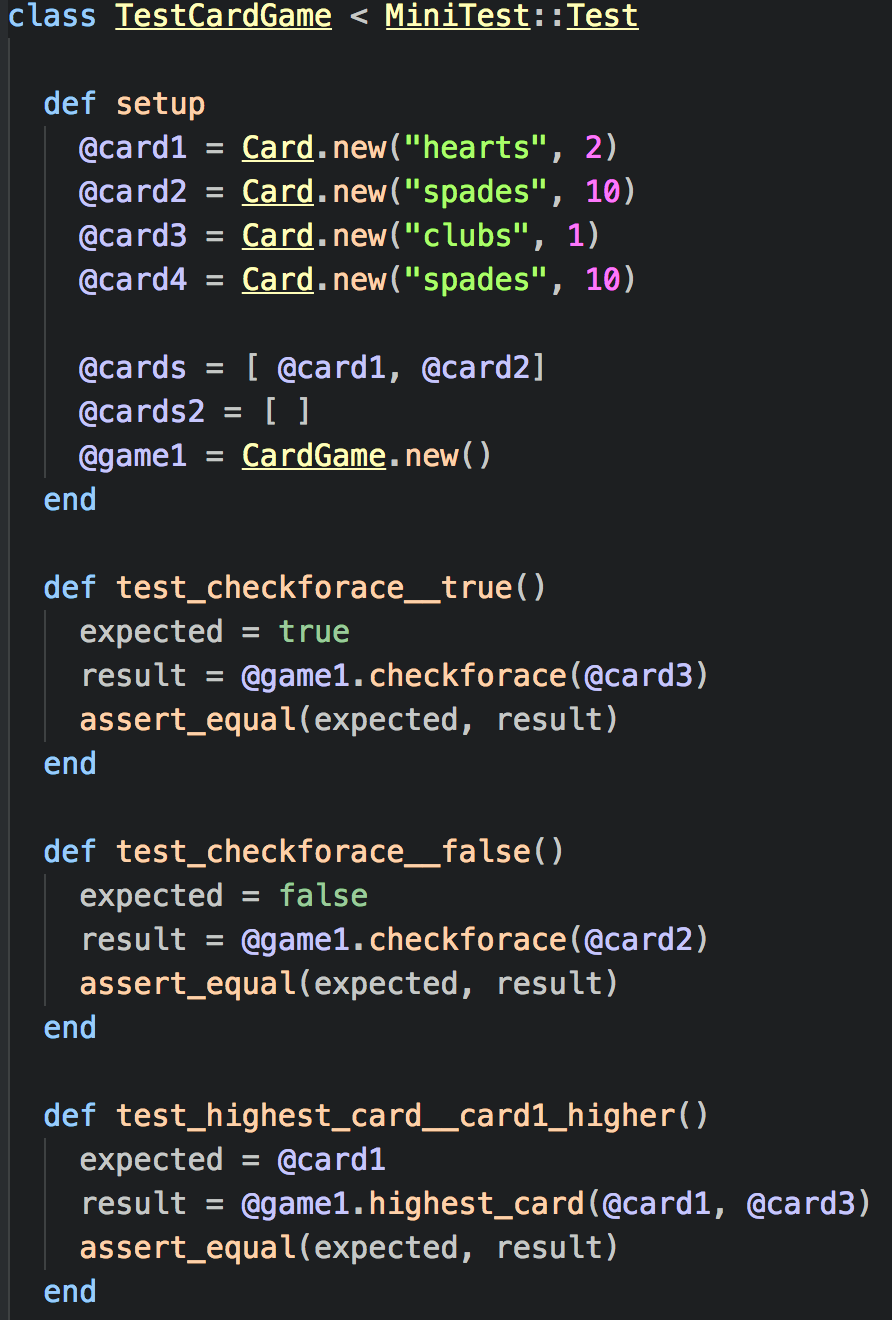 class TestCardGame < MiniTest::Test

  def setup
    @card1 = Card.new("hearts", 2)
    @card2 = Card.new("spades", 10)
    @card3 = Card.new("clubs", 1)
    @card4 = Card.new("spades", 10)

    @cards = [ @card1, @card2]
    @cards2 = [ ]
    @game1 = CardGame.new()
  end

  def test_checkforace__true()
    expected = true
    result = @game1.checkforace(@card3)
    assert_equal(expected, result)
  end

  def test_checkforace__false()
    expected = false
    result = @game1.checkforace(@card2)
    assert_equal(expected, result)
  end

  def test_highest_card__card1_higher()
    expected = @card1
    result = @game1.highest_card(@card1, @card3)
    assert_equal(expected, result)
  end